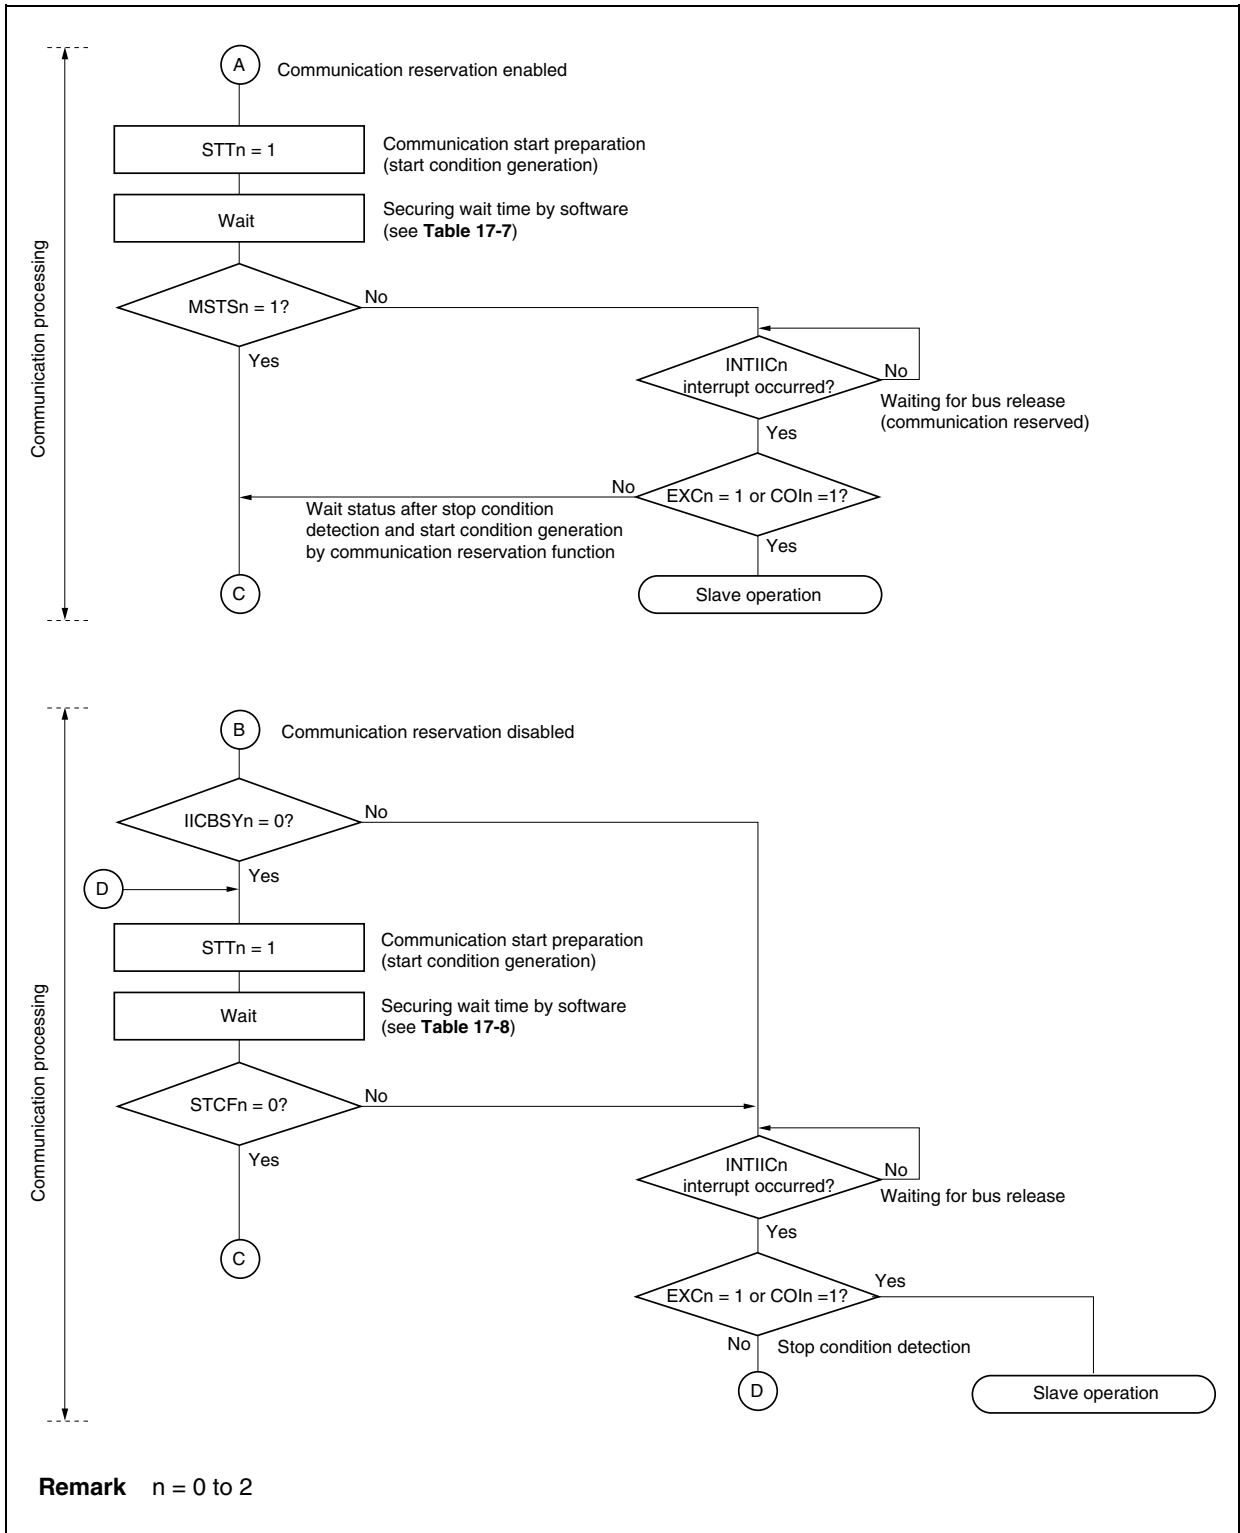 A
Communication reservation enabled
STTn = 1
Communication start preparation
(start condition generation)
Wait
Securing wait time by software
(see Table 17-7)
MSTSn = 1?
No
Yes
INTIICn
interrupt occurred?
No
Waiting for bus release
(communication reserved)
Yes
EXCn = 1 or COIn =1?
No
Wait status after stop condition
detection and start condition generation
by communication reservation function
Yes
C
Slave operation
Communication processing
B
Communication reservation disabled
IICBSYn = 0?
No
Yes
D
STTn = 1
Communication start preparation
(start condition generation)
Wait
Securing wait time by software
(see Table 17-8)
STCFn = 0?
No
Yes
INTIICn
interrupt occurred?
No
Waiting for bus release
Yes
C
EXCn = 1 or COIn =1?
Yes
No
Stop condition detection
D
Slave operation
Communication processing
Remark n = 0 to 2